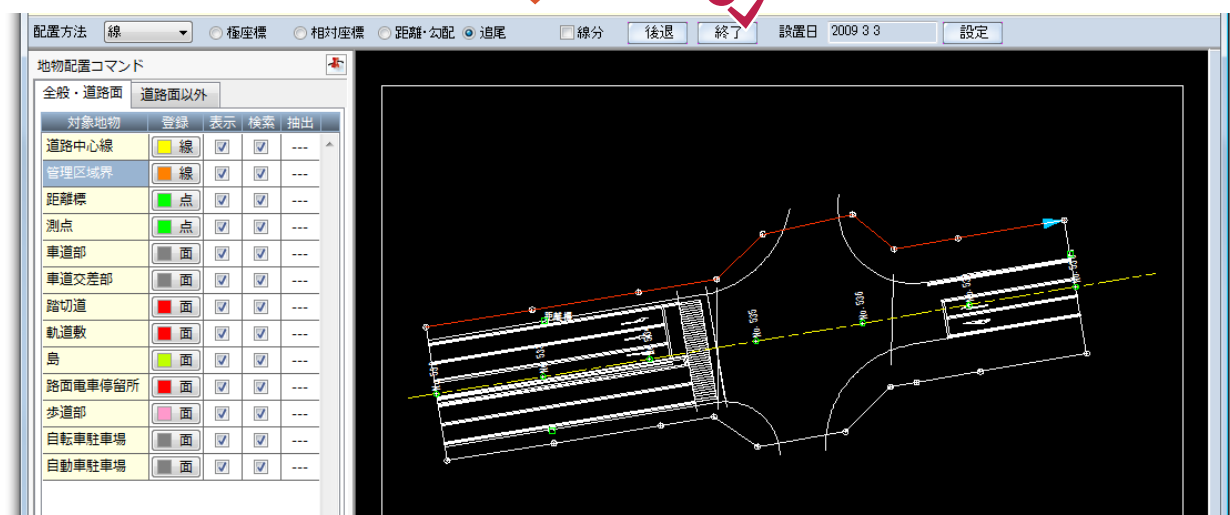 配置方法 線 極座標 相対座標 距離・勾配 追尾 線分 後退 終了 設置日 2009 3 3 設定
地物配置コマンド
全般・道路面 道路面以外
対象地物 登録 表示 検索 抽出
道路中心線 線 ---
管理区域界 線 ---
距離標 点 ---
測点 点 ---
車道部 面 ---
車道交差部 面 ---
踏切道 面 ---
軌道敷 面 ---
島 面 ---
路面電車停留所 面 ---
歩道部 面 ---
自転車駐車場 面 ---
自動車駐車場 面 ---
距離標
No 535
No 536